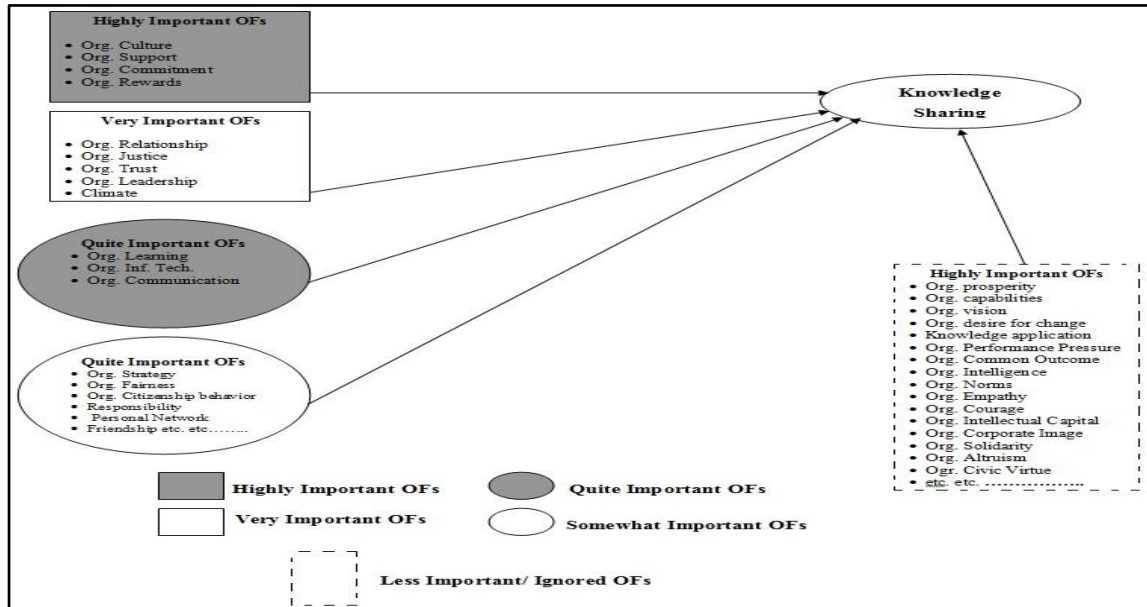 Highly Important OFs
• Org. Culture
• Org. Support
• Org. Commitment
• Org. Rewards
Very Important OFs
• Org. Relationship
• Org. Justice
• Org. Trust
• Org. Leadership
• Climate
Quite Important OFs
• Org. Learning
• Org. Inf. Tech.
• Org. Communication
Quite Important OFs
• Org. Strategy
• Org. Fairness
• Org. Citizenship behavior
• Responsibility
• Personal Network
• Friendship etc. etc.........
Knowledge
Sharing
Highly Important OFs
• Org. prosperity
• Org. capabilities
• Org. vision
• Org. desire for change
• Knowledge application
• Org. Performance Pressure
• Org. Common Outcome
• Org. Intelligence
• Org. Norms
• Org. Empathy
• Org. Courage
• Org. Intellectual Capital
• Org. Corporate Image
• Org. Solidarity
• Org. Altruism
• Ogr. Civic Virtue
• etc. etc. ..................
Highly Important OFs
Quite Important OFs
Very Important OFs
Somewhat Important OFs
Less Important/ Ignored OFs